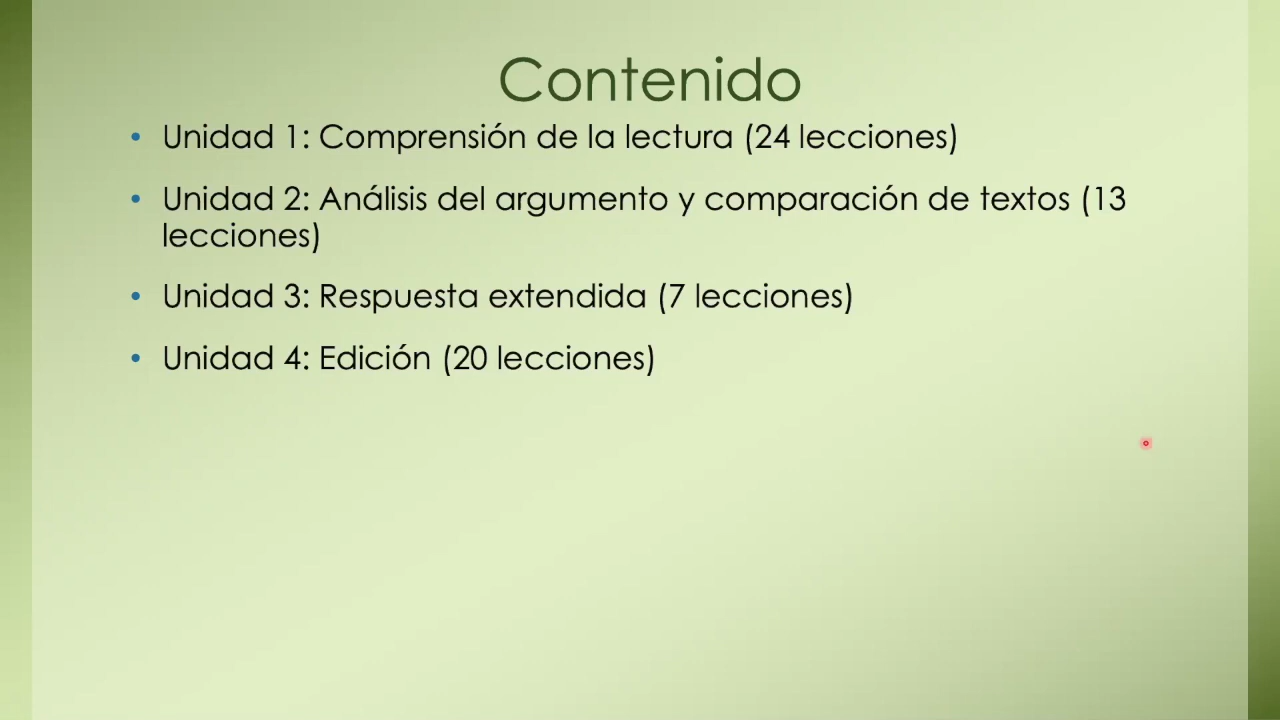 Contenido
• Unidad 1: Comprensión de la lectura (24 lecciones)
• Unidad 2: Análisis del argumento y comparación de textos (13
lecciones)
• Unidad 3: Respuesta extendida (7 lecciones)
• Unidad 4: Edición (20 lecciones)